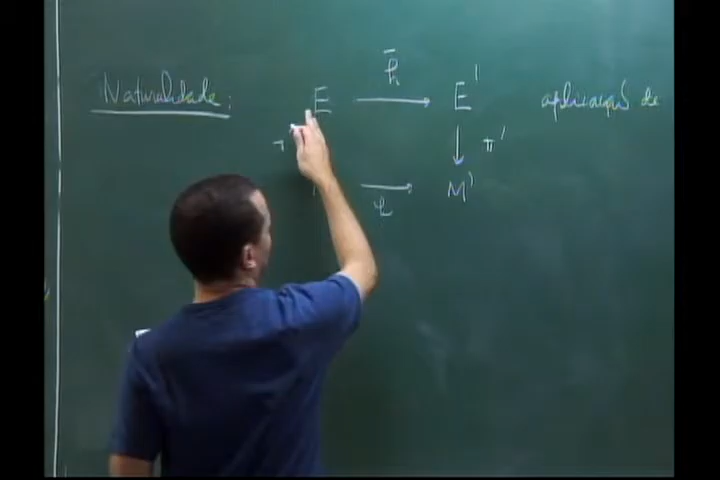 Naturalidade: E h̄ E' aplicação de
π π'
h M'